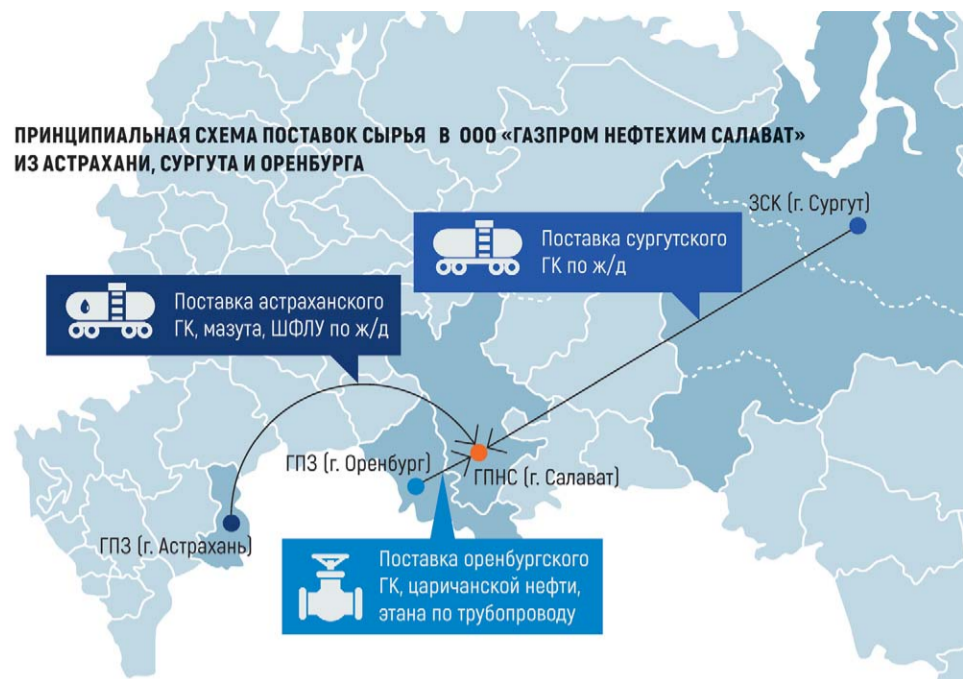 ПРИНЦИПИАЛЬНАЯ СХЕМА ПОСТАВОК СЫРЬЯ В ООО «ГАЗПРОМ НЕФТЕХИМ САЛАВАТ»
ИЗ АСТРАХАНИ, СУРГУТА И ОРЕНБУРГА
ЗСК (г. Сургут)
Поставка сургутского
ГК по ж/д
Поставка астраханского
ГК, мазута, ШФЛУ по ж/д
ГПЗ (г. Оренбург)
ГПНС (г. Салават)
ГПЗ (г. Астрахань)
Поставка оренбургского
ГК, царичанской нефти,
этана по трубопроводу